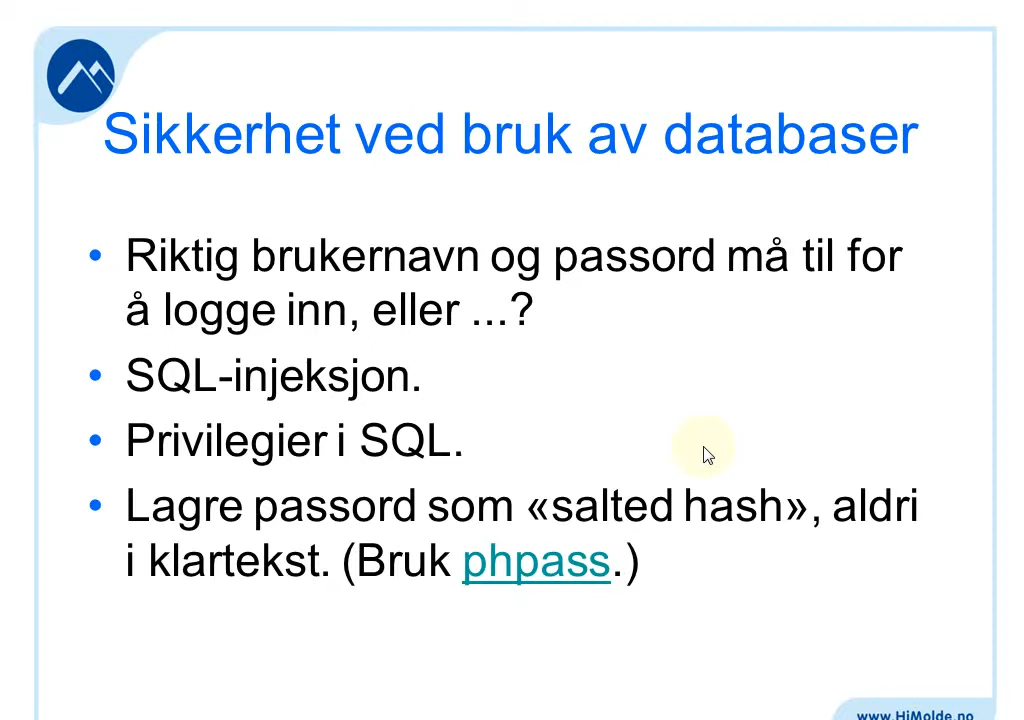 Sikkerhet ved bruk av databaser
• Riktig brukernavn og passord må til for
å logge inn, eller ...?
• SQL-injeksjon.
• Privilegier i SQL.
• Lagre passord som «salted hash», aldri
i klartekst. (Bruk phpass.)
www.HiMolde.no